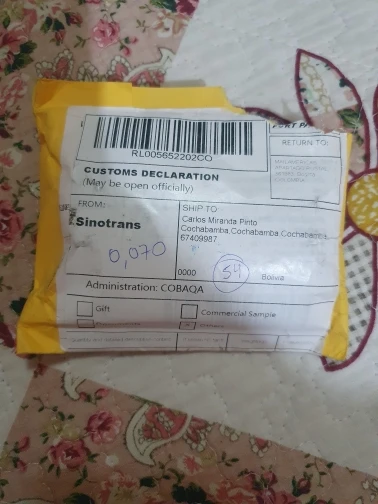 RL005652202CO
RETURN TO:
CUSTOMS DECLARATION
(May be open officially)
FROM:
Sinotrans
0,070
SHIP TO:
Carlos Miranda Pinto
Cochabamba,Cochabamba,Cochabamba,
67409987
0000
54
Bolivia
Administration: COBAQA
Gift
Commercial Sample